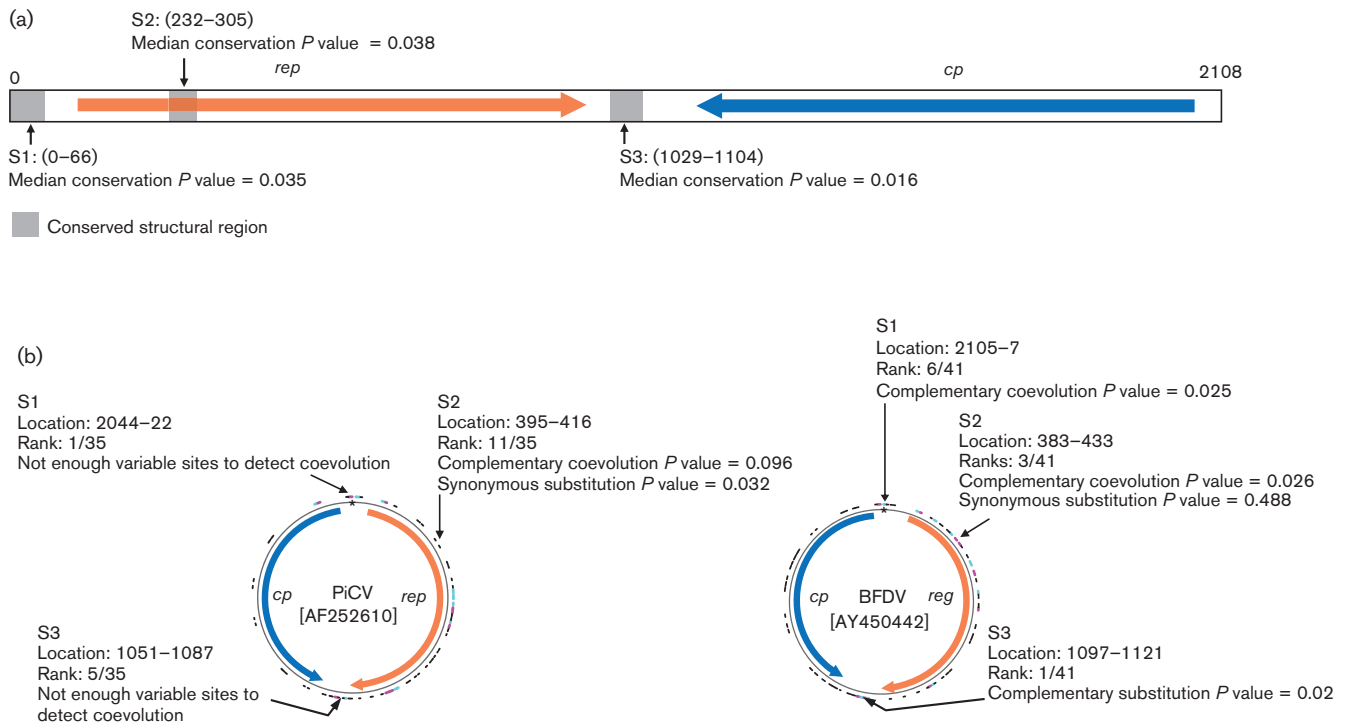 (a)
S2: (232–305)
Median conservation P value = 0.038
0
rep
cp
2108
S1: (0–66)
Median conservation P value = 0.035
S3: (1029–1104)
Median conservation P value = 0.016
Conserved structural region
(b)
S1
Location: 2044–22
Rank: 1/35
Not enough variable sites to detect coevolution
S2
Location: 395–416
Rank: 11/35
Complementary coevolution P value = 0.096
Synonymous substitution P value = 0.032
*
cp
PiCV
[AF252610]
rep
S3
Location: 1051–1087
Rank: 5/35
Not enough variable sites to
detect coevolution
S1
Location: 2105–7
Rank: 6/41
Complementary coevolution P value = 0.025
S2
Location: 383–433
Ranks: 3/41
Complementary coevolution P value = 0.026
Synonymous substitution P value = 0.488
*
cp
BFDV
[AY450442]
reg
S3
Location: 1097–1121
Rank: 1/41
Complementary substitution P value = 0.02